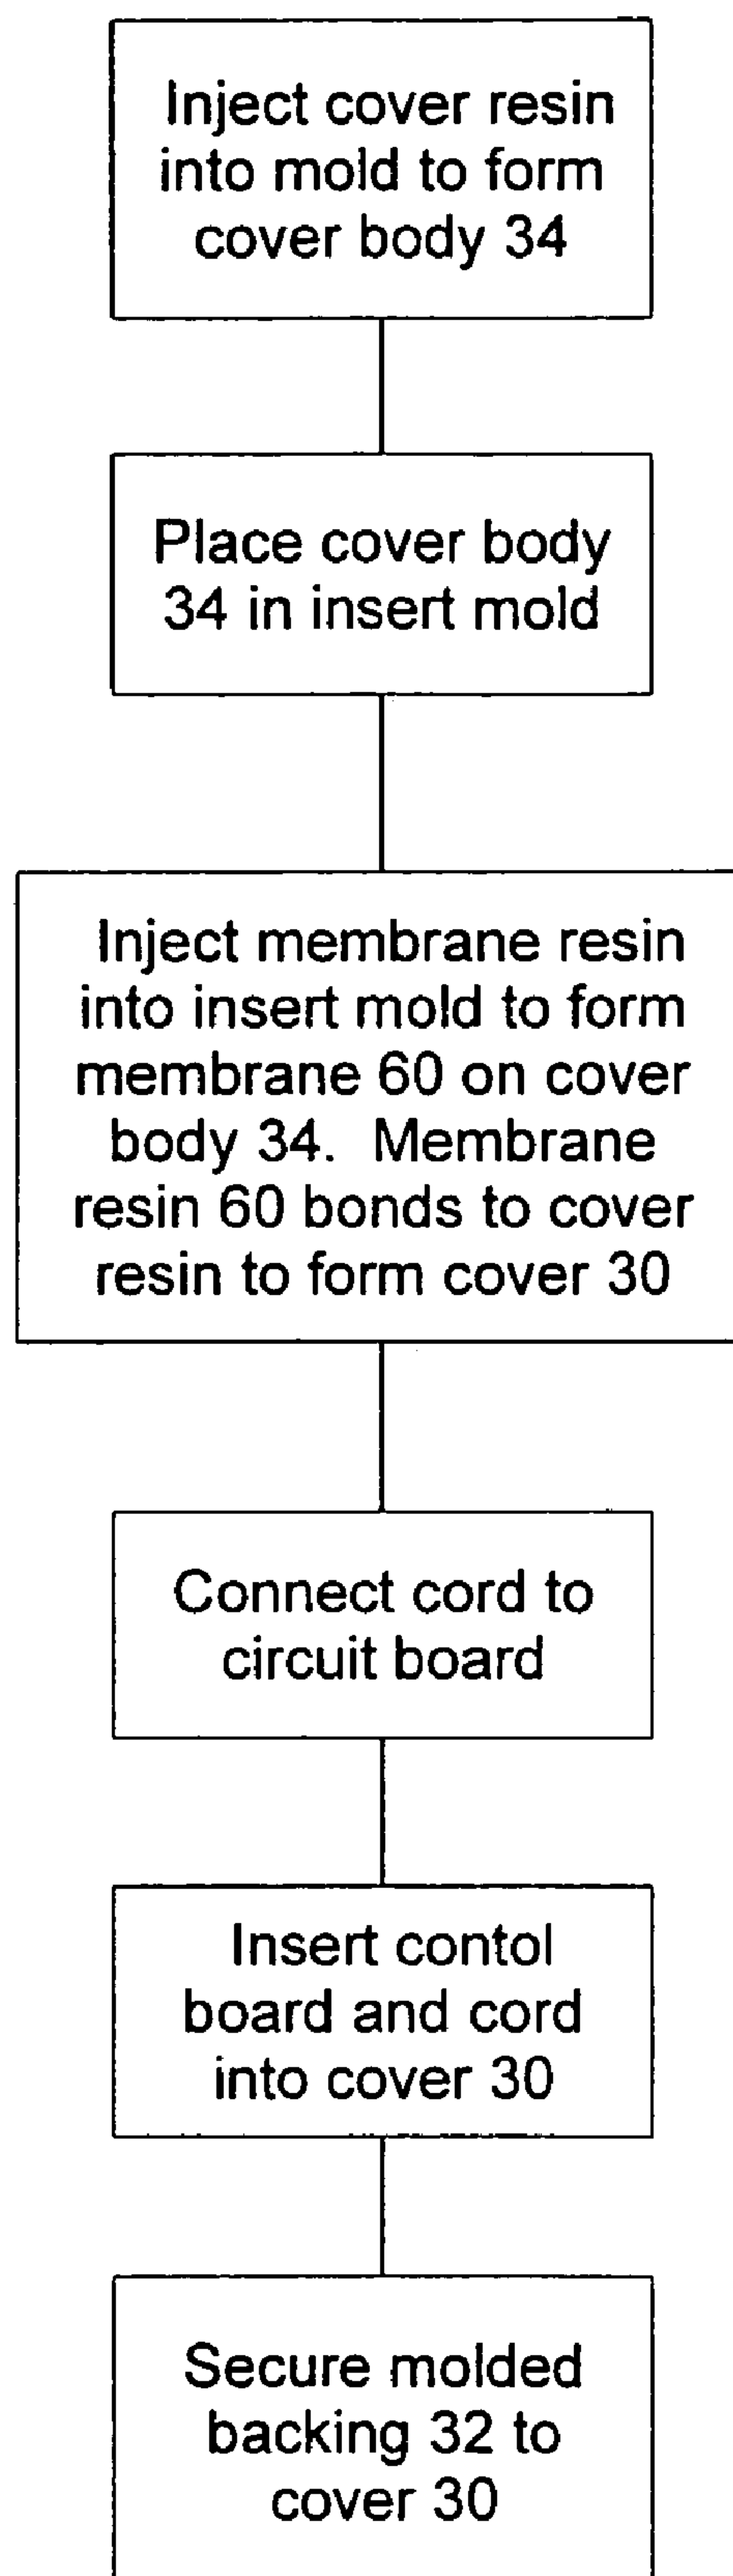 Inject cover resin
into mold to form
cover body 34
Place cover body
34 in insert mold
Inject membrane resin
into insert mold to form
membrane 60 on cover
body 34. Membrane
resin 60 bonds to cover
resin to form cover 30
Connect cord to
circuit board
Insert contol
board and cord
into cover 30
Secure molded
backing 32 to
cover 30